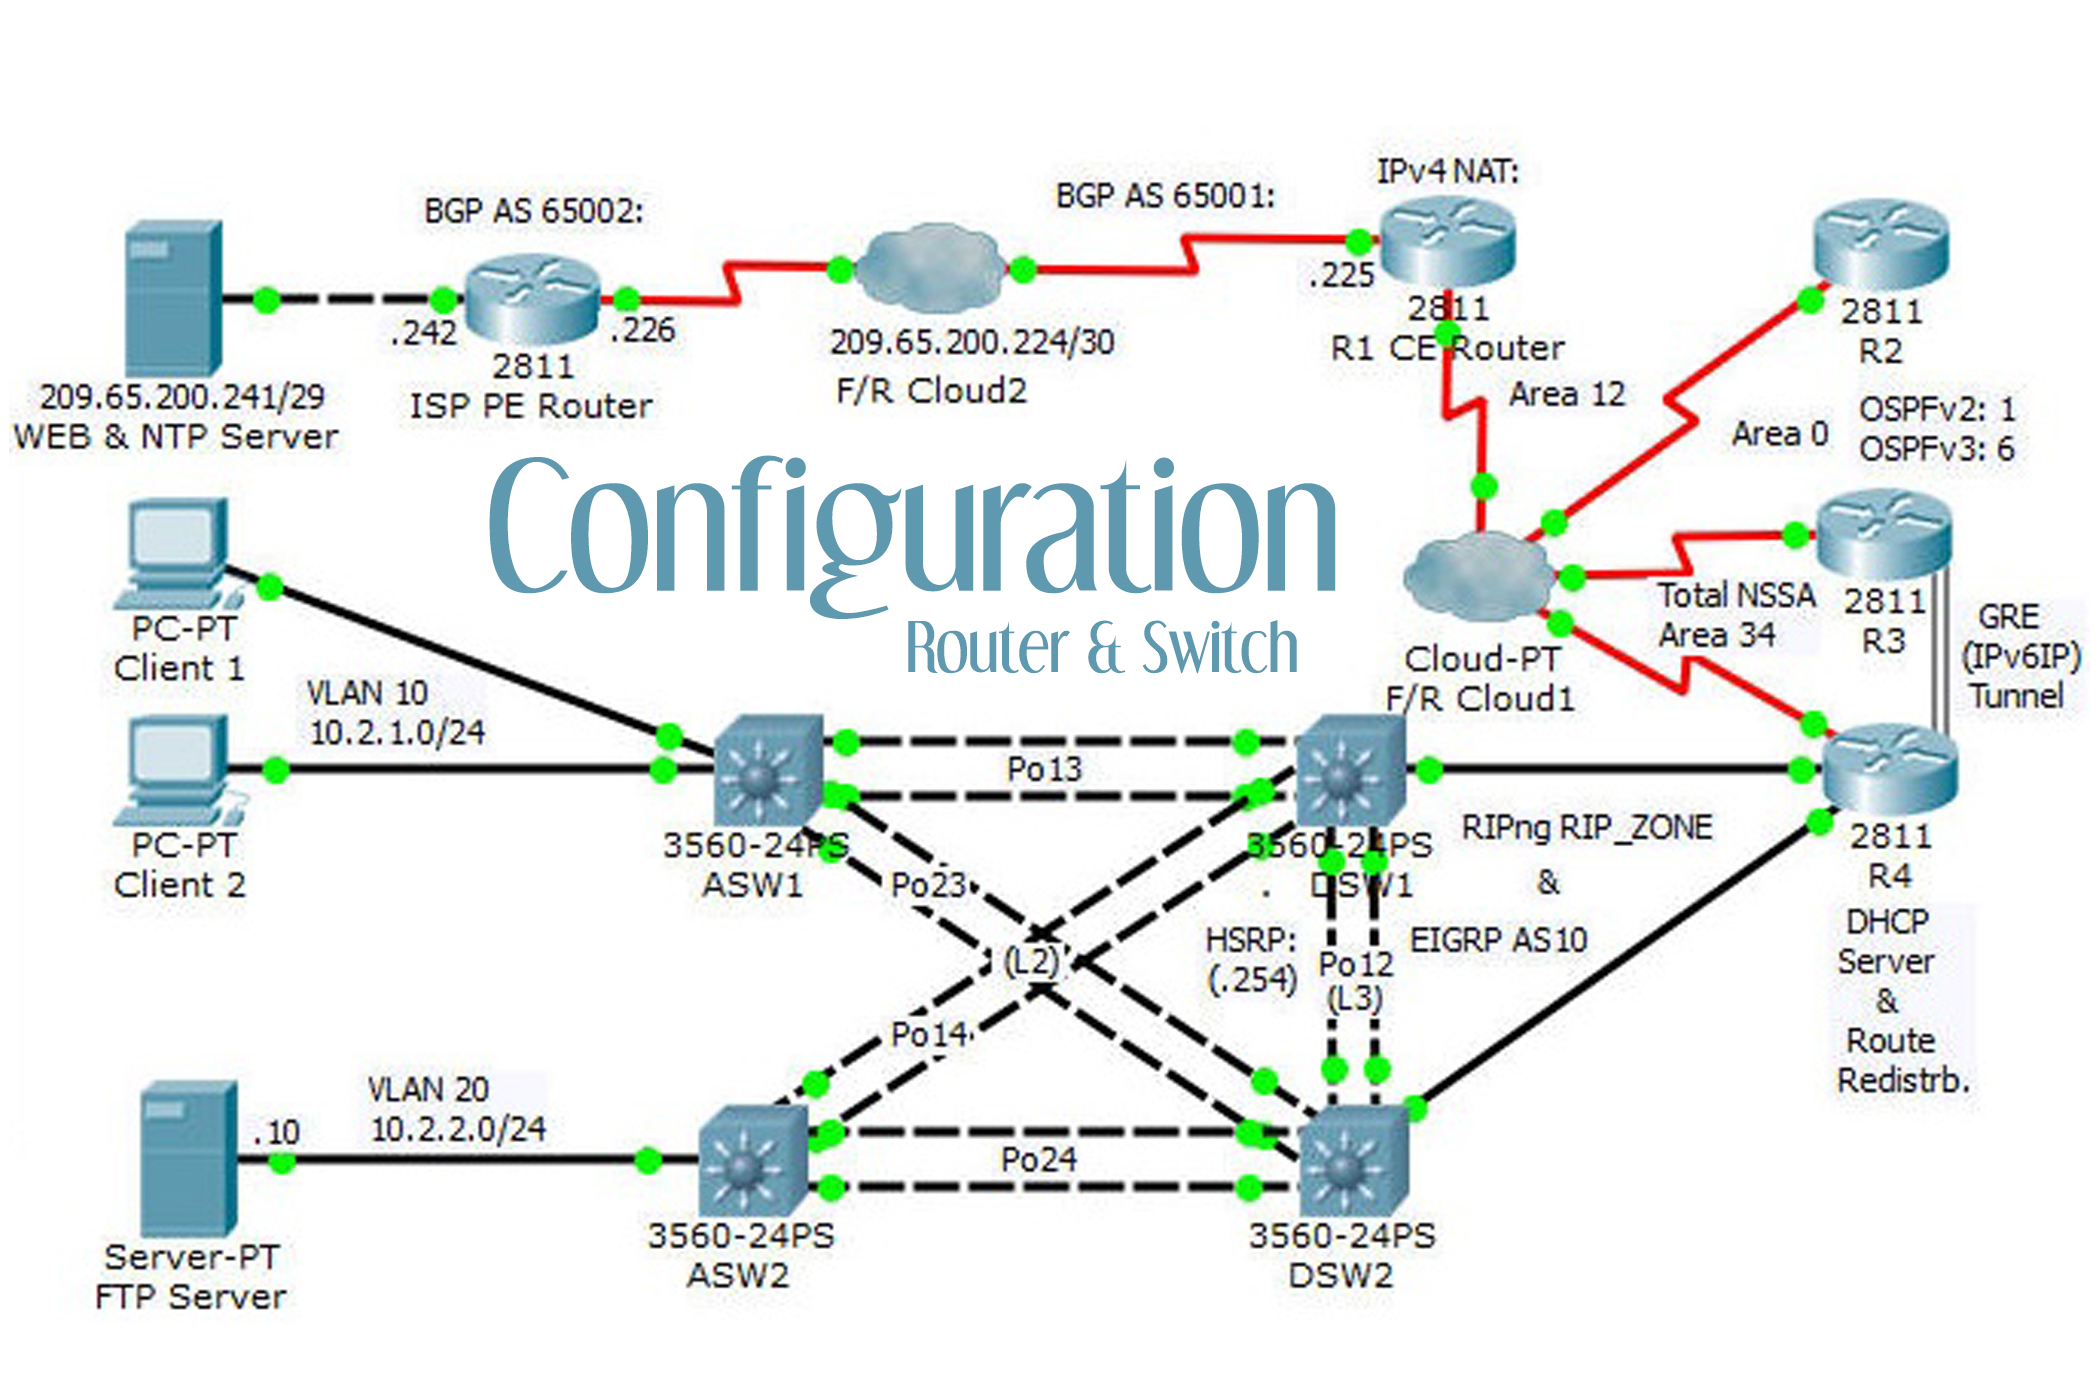 IPv4 NAT:
BGP AS 65001:
BGP AS 65002:
.225
.242
.226
2811
R1 CE Router
2811
R2
209.65.200.224/30
F/R Cloud2
2811
ISP PE Router
209.65.200.241/29
WEB & NTP Server
Area 12
Area 0
OSPFv2: 1
OSPFv3: 6
Configuration
Router & Switch
Total NSSA
Area 34
2811
R3
GRE
(IPv6IP)
Tunnel
PC-PT
Client 1
Cloud-PT
F/R Cloud1
VLAN 10
10.2.1.0/24
Po13
PC-PT
Client 2
3560-24PS
ASW1
3560-24PS
DSW1
RIPng RIP_ZONE
&
EIGRP AS10
2811
R4
DHCP
Server
&
Route
Redistrb.
Po23
(L2)
HSRP:
(.254)
Po12
(L3)
Po14
VLAN 20
10.2.2.0/24
.10
Po24
Server-PT
FTP Server
3560-24PS
ASW2
3560-24PS
DSW2